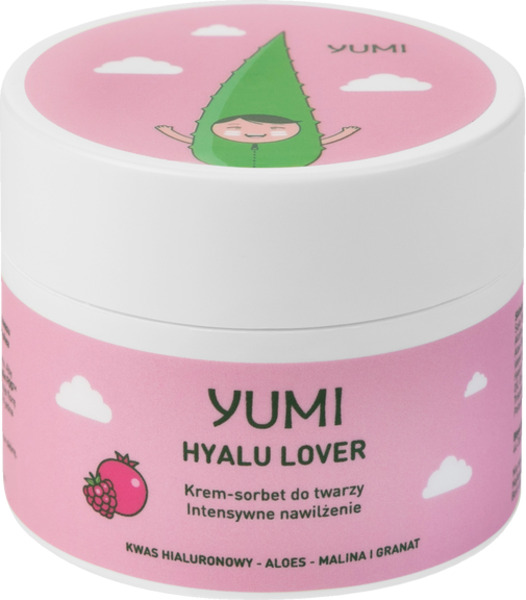 YUMI
YUMI
HYALU LOVER
Krem-sorbet do twarzy
Intensywne nawilżenie
KWAS HIALURONOWY - ALOES - MALINA I GRANAT